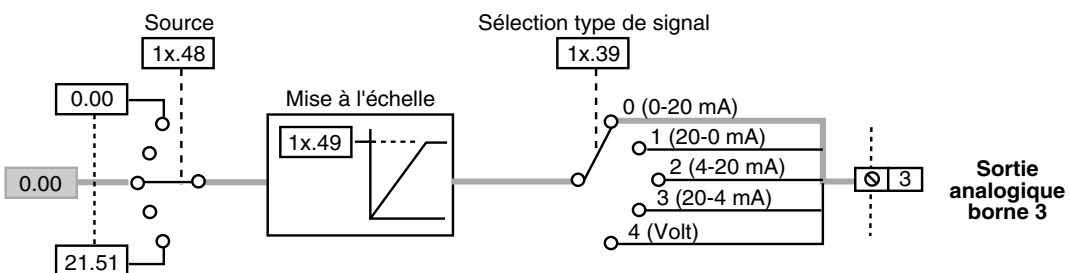 Source
1x.48
Sélection type de signal
1x.39
0.00
Mise à l'échelle
1x.49
0 (0-20 mA)
1 (20-0 mA)
2 (4-20 mA)
3 (20-4 mA)
4 (Volt)
0.00
3
Sortie
analogique
borne 3
21.51